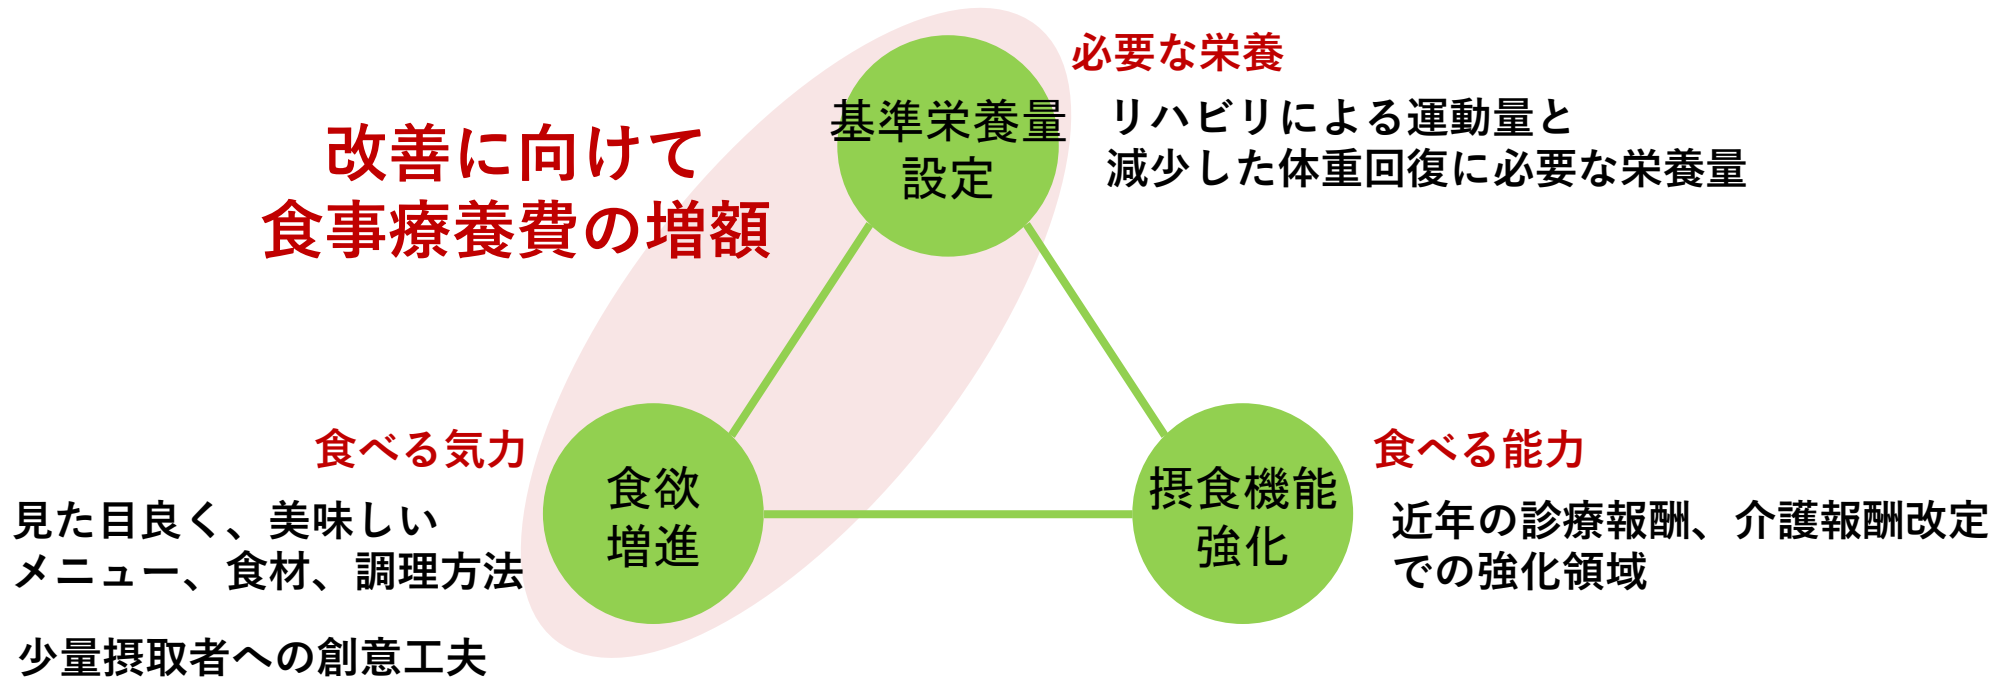 必要な栄養
基準栄養量
設定
リハビリによる運動量と
減少した体重回復に必要な栄養量
改善に向けて
食事療養費の増額
食べる気力
食欲
増進
見た目良く、美味しい
メニュー、食材、調理方法
少量摂取者への創意工夫
摂食機能
強化
食べる能力
近年の診療報酬、介護報酬改定
での強化領域